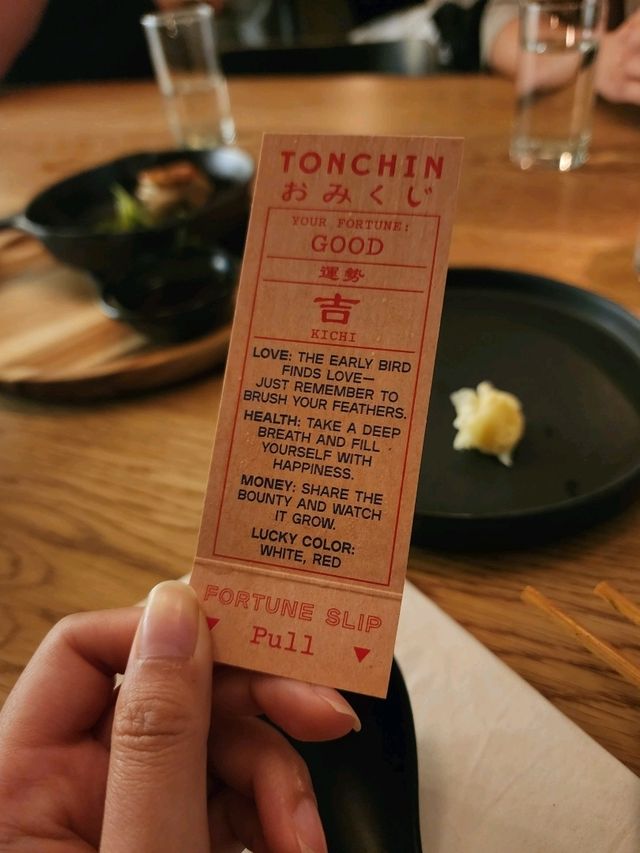 TONCHIN
おみくじ
YOUR FORTUNE:
GOOD
運勢
吉
KICHI
LOVE: THE EARLY BIRD
FINDS LOVE—
JUST REMEMBER TO
BRUSH YOUR FEATHERS.
HEALTH: TAKE A DEEP
BREATH AND FILL
YOURSELF WITH
HAPPINESS.
MONEY: SHARE THE
BOUNTY AND WATCH
IT GROW.
LUCKY COLOR:
WHITE, RED
FORTUNE SLIP
Pull